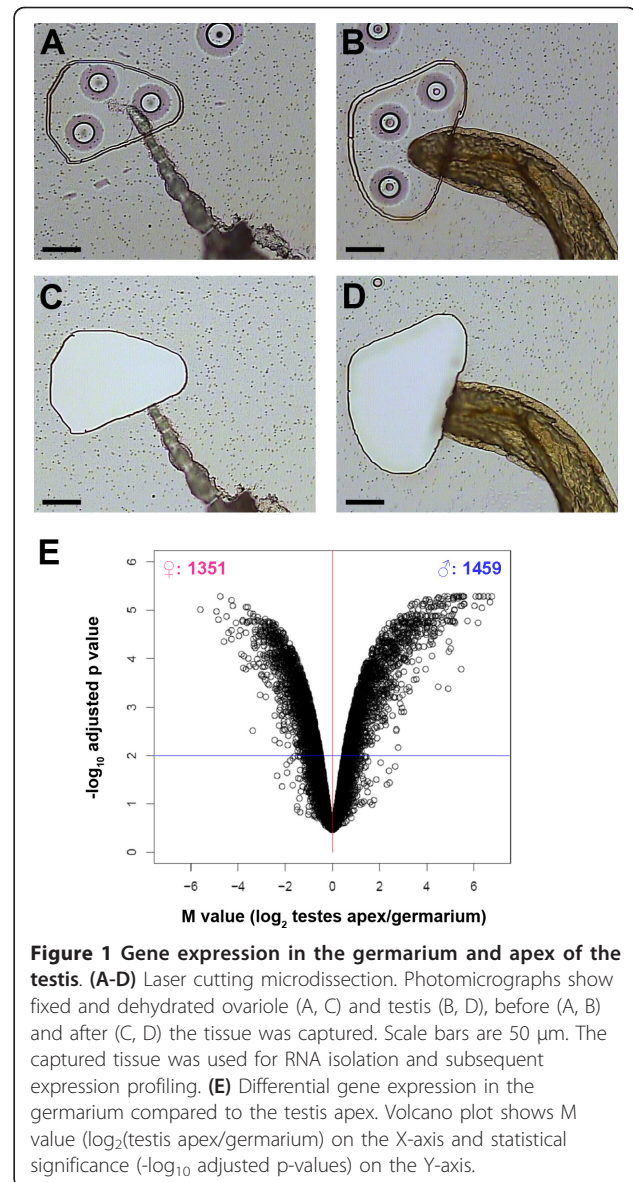 A
B
C
D
E
♀: 1351
♂: 1459
6
5
4
3
2
1
0
-log10 adjusted p value
−6
−4
−2
0
2
4
6
M value (log2 testes apex/germarium)
Figure 1 Gene expression in the germarium and apex of the
testis. (A-D) Laser cutting microdissection. Photomicrographs show
fixed and dehydrated ovariole (A, C) and testis (B, D), before (A, B)
and after (C, D) the tissue was captured. Scale bars are 50 μm. The
captured tissue was used for RNA isolation and subsequent
expression profiling. (E) Differential gene expression in the
germarium compared to the testis apex. Volcano plot shows M
value (log2(testis apex/germarium) on the X-axis and statistical
significance (-log10 adjusted p-values) on the Y-axis.